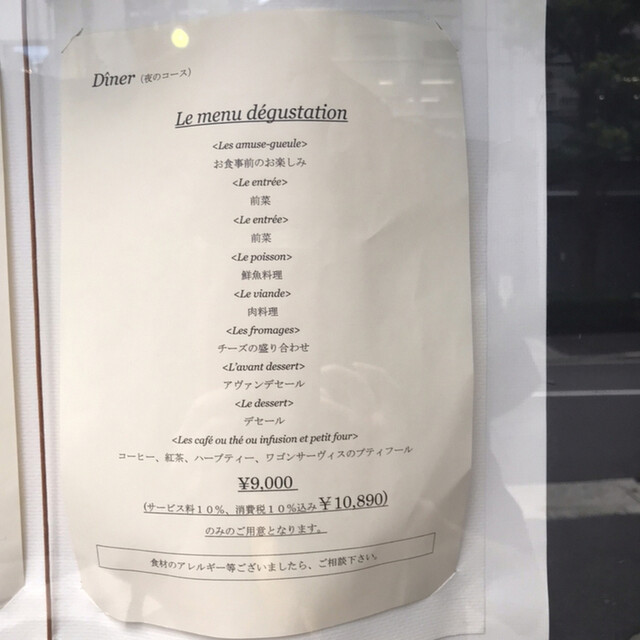 Dîner（夜のコース）
Le menu dégustation
<Les amuse-gueule>
お食事前のお楽しみ
<Le entrée>
前菜
<Le entrée>
前菜
<Le poisson>
鮮魚料理
<Le viande>
肉料理
<Les fromages>
チーズの盛り合わせ
<L'avant dessert>
アヴァンデセール
<Le dessert>
デセール
<Les café ou thé ou infusion et petit four>
コーヒー、紅茶、ハーブティー、ワゴンサーヴィスのプティフール
￥9,000
(サービス料１０％、消費税１０％込み￥10,890)
のみのご用意となります。
食材のアレルギー等ございましたら、ご相談下さい。